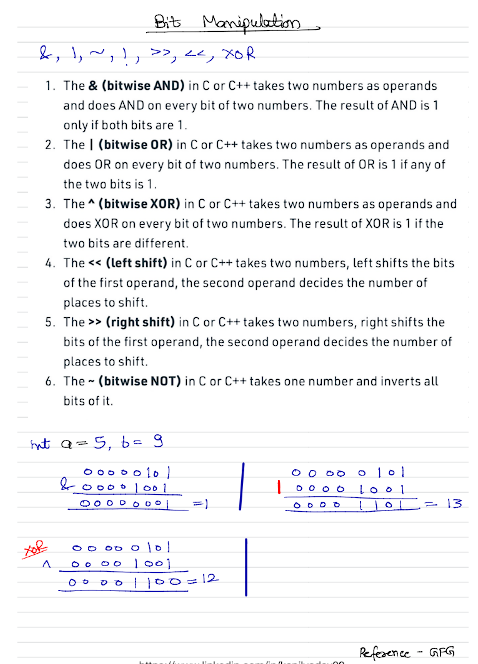 Bit Manipulation
&, |, ~, !, >>, <<, XOR
1. The & (bitwise AND) in C or C++ takes two numbers as operands
and does AND on every bit of two numbers. The result of AND is 1
only if both bits are 1.
2. The | (bitwise OR) in C or C++ takes two numbers as operands and
does OR on every bit of two numbers. The result of OR is 1 if any of
the two bits is 1.
3. The ^ (bitwise XOR) in C or C++ takes two numbers as operands and
does XOR on every bit of two numbers. The result of XOR is 1 if the
two bits are different.
4. The << (left shift) in C or C++ takes two numbers, left shifts the bits
of the first operand, the second operand decides the number of
places to shift.
5. The >> (right shift) in C or C++ takes two numbers, right shifts the
bits of the first operand, the second operand decides the number of
places to shift.
6. The ~ (bitwise NOT) in C or C++ takes one number and inverts all
bits of it.
int a = 5, b = 9
00000101
& 00001001
00000001 = 1
00000101
| 00001001
00001101 = 13
XOR 00000101
^ 00001001
00001100 = 12
Reference - GFG